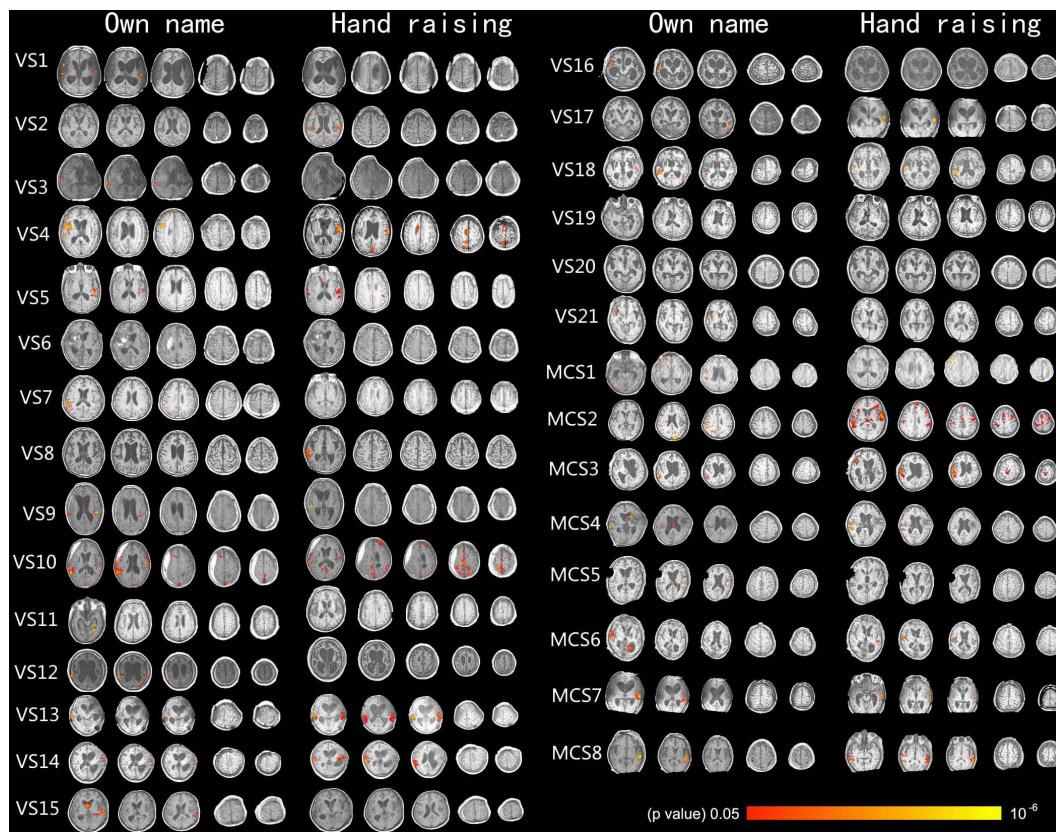 Own name Hand raising Own name Hand raising
VS1
VS2
VS3
VS4
VS5
VS6
VS7
VS8
VS9
VS10
VS11
VS12
VS13
VS14
VS15
VS16
VS17
VS18
VS19
VS20
VS21
MCS1
MCS2
MCS3
MCS4
MCS5
MCS6
MCS7
MCS8
(p value) 0.05 10⁻⁶